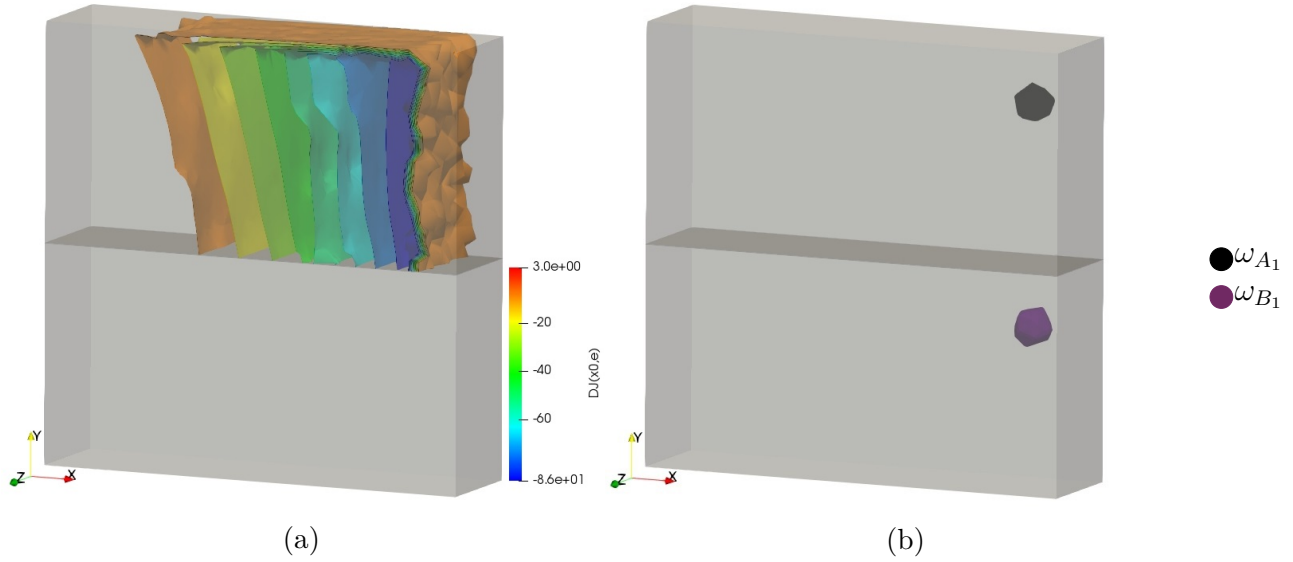 3.0e+00
-20
-40
-60
-8.6e+01
DJ(x0,e)
Y
Z
X
Y
Z
X
ω_{A_1}
ω_{B_1}
(a)
(b)